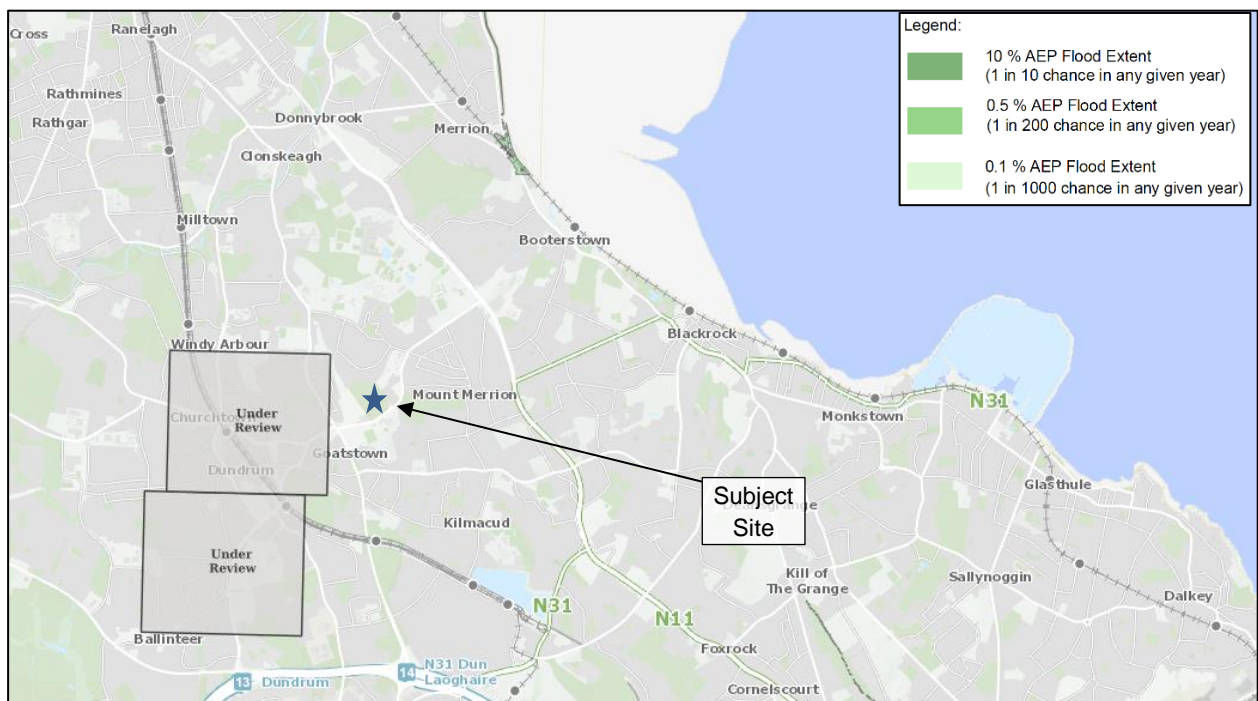 Legend:
10 % AEP Flood Extent
(1 in 10 chance in any given year)
0.5 % AEP Flood Extent
(1 in 200 chance in any given year)
0.1 % AEP Flood Extent
(1 in 1000 chance in any given year)
Cross
Ranelagh
Rathmines
Rathgar
Donnybrook
Merrion
Clonskeagh
Milltown
Booterstown
Blackrock
Windy Arbour
Mount Merrion
Monkstown
N31
Churchtown
Under
Review
Goatstown
Dundrum
Glasthule
Subject
Site
Deansgrange
Kilmacud
Under
Review
Kill of
The Grange
Sallynoggin
Dalkey
N31
N11
Ballinteer
Foxrock
13
Dundrum
14
N31 Dun
Laoghaire
Cornelscourt